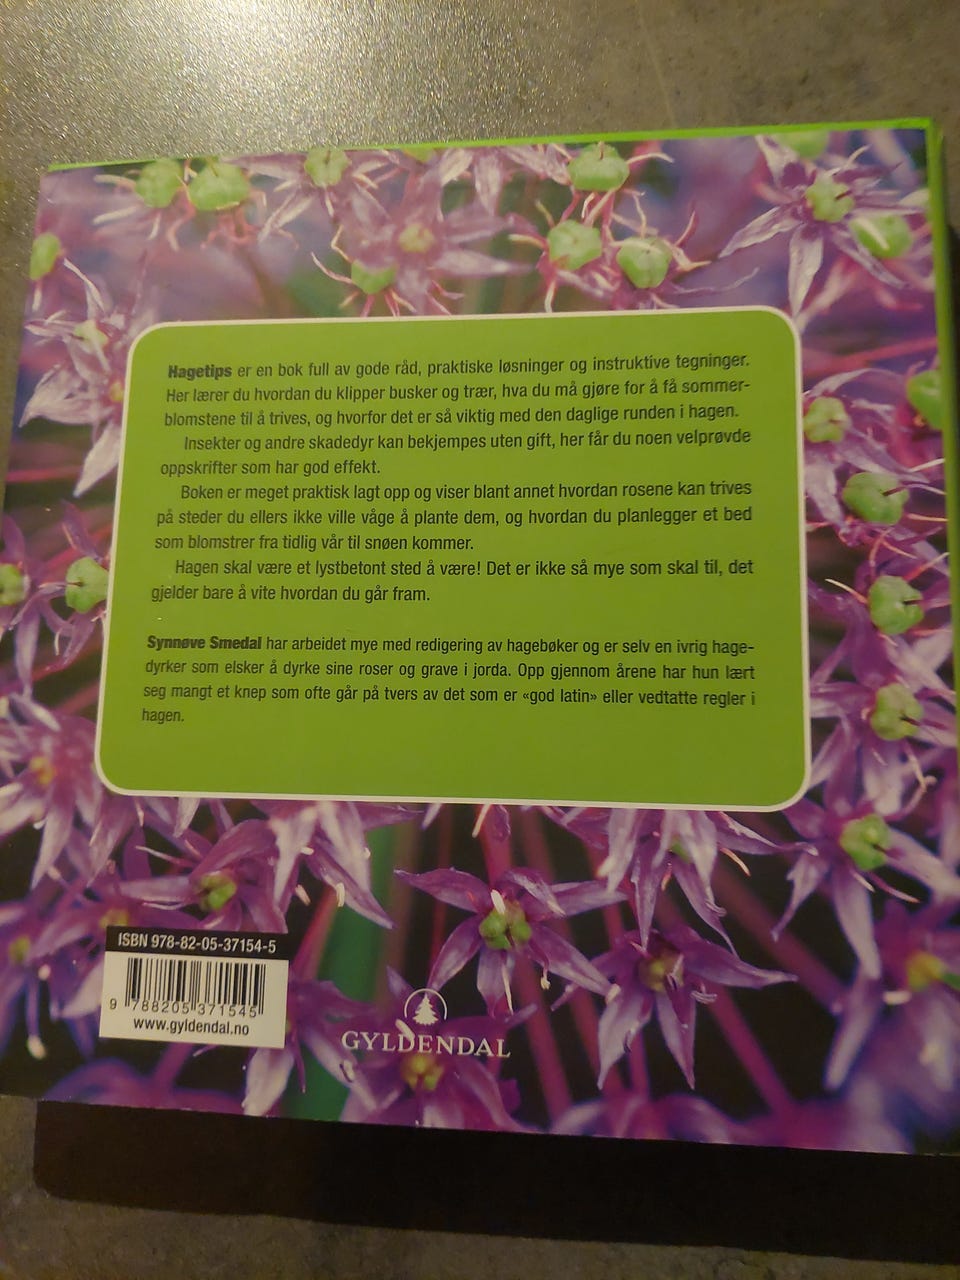 Hagetips er en bok full av gode råd, praktiske løsninger og instruktive tegninger.
Her lærer du hvordan du klipper busker og trær, hva du må gjøre for å få sommer-
blomstene til å trives, og hvorfor det er så viktig med den daglige runden i hagen.
Insekter og andre skadedyr kan bekjempes uten gift, her får du noen velprøvde
oppskrifter som har god effekt.
Boken er meget praktisk lagt opp og viser blant annet hvordan rosene kan trives
på steder du ellers ikke ville våge å plante dem, og hvordan du planlegger et bed
som blomstrer fra tidlig vår til snøen kommer.
Hagen skal være et lystbetont sted å være! Det er ikke så mye som skal til, det
gjelder bare å vite hvordan du går fram.
Synnøve Smedal har arbeidet mye med redigering av hagebøker og er selv en ivrig hage-
dyrker som elsker å dyrke sine roser og grave i jorda. Opp gjennom årene har hun lært
seg mangt et knep som ofte går på tvers av det som er «god latin» eller vedtatte regler i
hagen.
ISBN 978-82-05-37154-5
9 788205 371545
www.gyldendal.no
GYLDENDAL